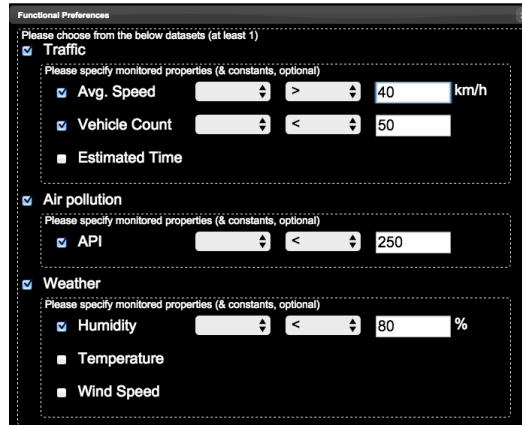 Functional Preferences
Please choose from the below datasets (at least 1)
Traffic
Please specify monitored properties (& constants, optional)
Avg. Speed > 40 km/h
Vehicle Count < 50
Estimated Time
Air pollution
Please specify monitored properties (& constants, optional)
API < 250
Weather
Please specify monitored properties (& constants, optional)
Humidity < 80 %
Temperature
Wind Speed